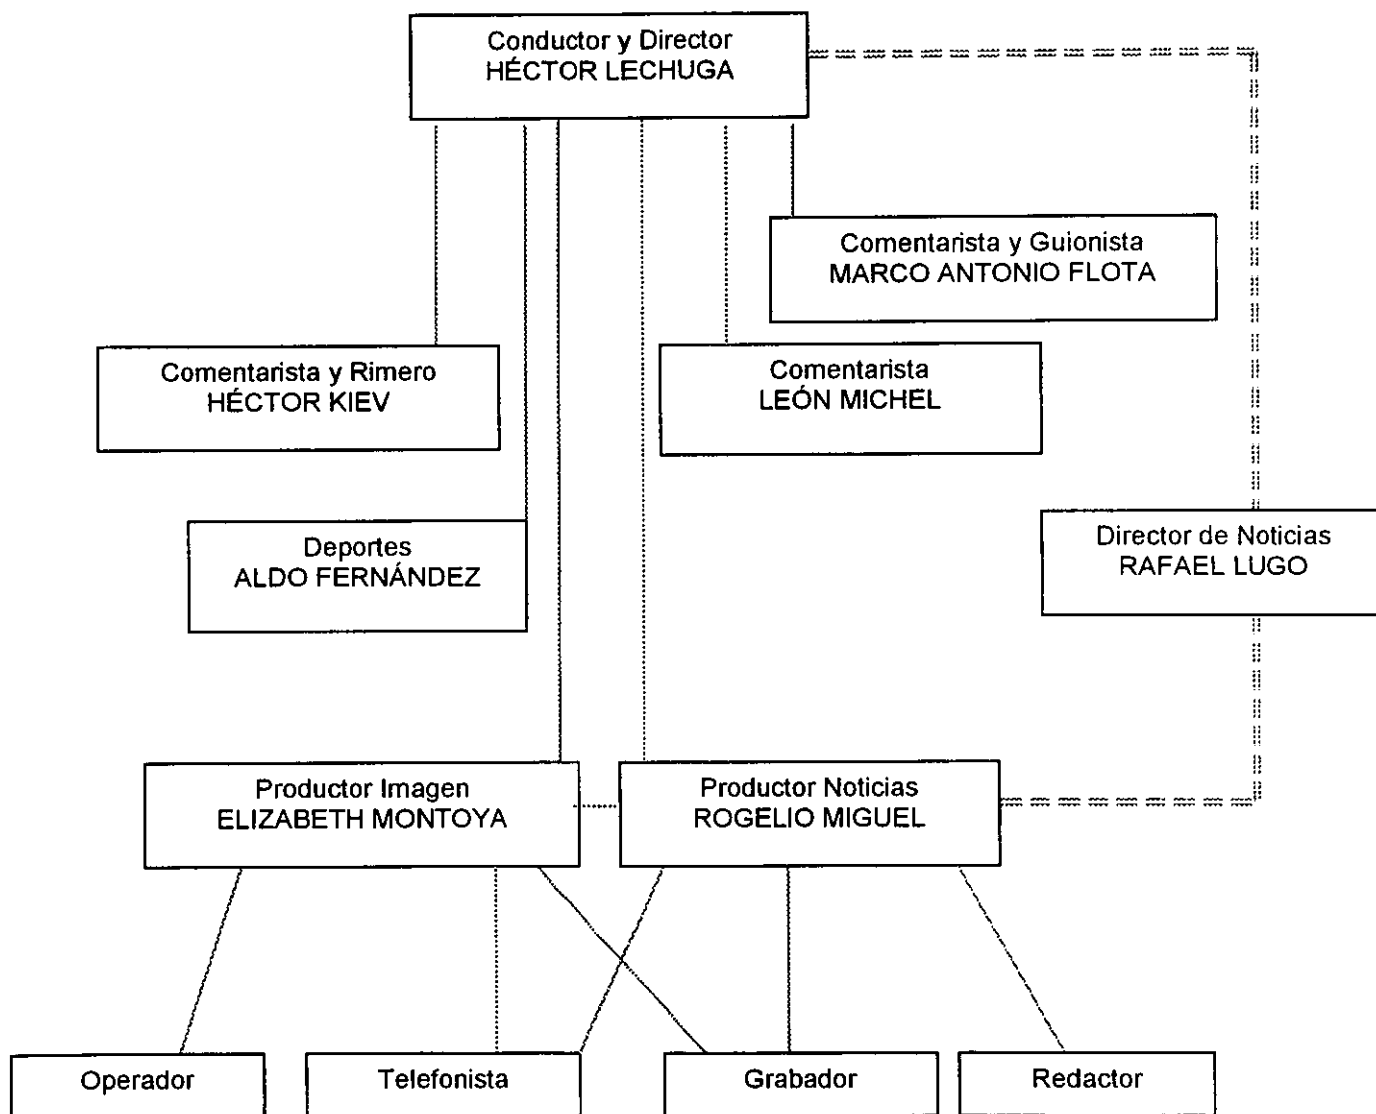 Conductor y Director
HÉCTOR LECHUGA
Comentarista y Guionista
MARCO ANTONIO FLOTA
Comentarista y Rimero
HÉCTOR KIEV
Comentarista
LEÓN MICHEL
Deportes
ALDO FERNÁNDEZ
Director de Noticias
RAFAEL LUGO
Productor Imagen
ELIZABETH MONTOYA
Productor Noticias
ROGELIO MIGUEL
Operador
Telefonista
Grabador
Redactor